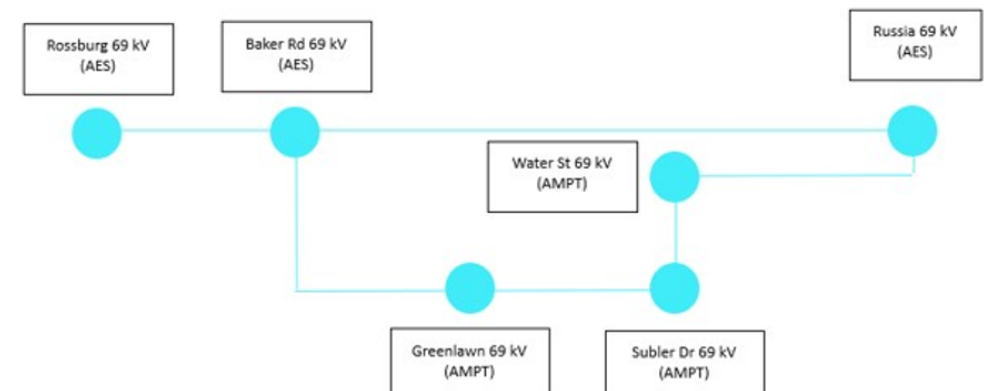 Rossburg 69 kV
(AES)
Baker Rd 69 kV
(AES)
Russia 69 kV
(AES)
Water St 69 kV
(AMPT)
Greenlawn 69 kV
(AMPT)
Subler Dr 69 kV
(AMPT)